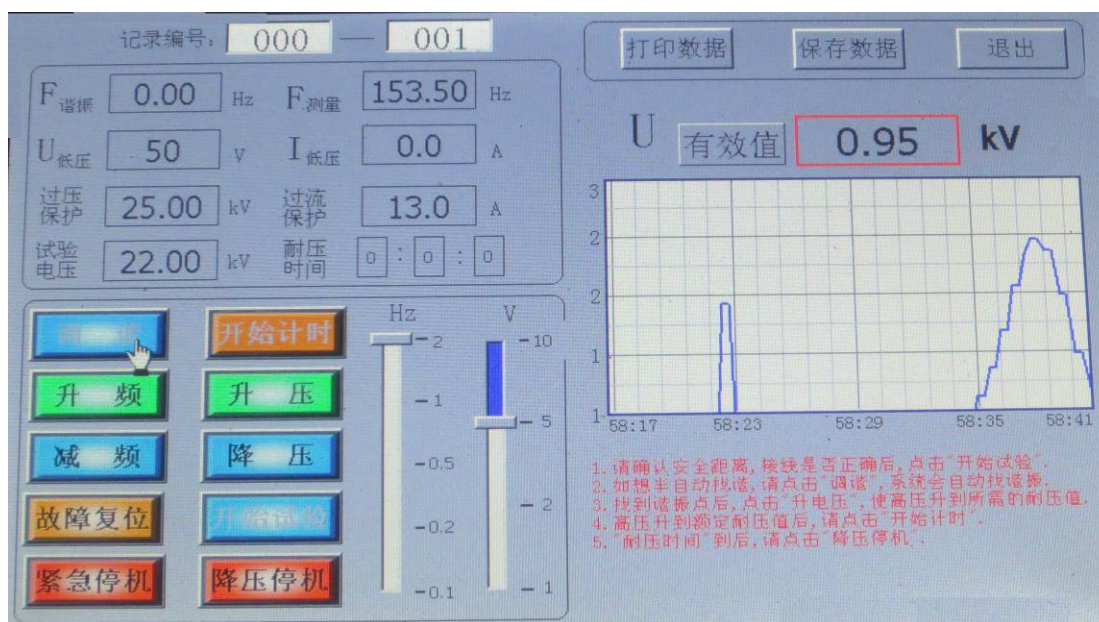 记录编号: 000 — 001
打印数据 保存数据 退出
F谐振 0.00 Hz F测量 153.50 Hz
U低压 50 V I低压 0.0 A
过压保护 25.00 kV 过流保护 13.0 A
试验电压 22.00 kV 耐压时间 0 : 0 : 0
U 有效值 0.95 kV
开始计时
升 频 升 压
减 频 降 压
故障复位 开始试验
紧急停机 降压停机
Hz V
2 10
1 5
0.5
0.2 2
0.1 1
3
2
2
1
1
58:17 58:23 58:29 58:35 58:41
1. 请确认安全距离,接线是否正确后,点击"开始试验".
2. 如想半自动找谐,请点击"调谐",系统会自动找谐振.
3. 找到谐振点后,点击"升电压",使高压升到所需的耐压值.
4. 高压升到额定耐压值后,请点击"开始计时".
5. "耐压时间"到后,请点击"降压停机".